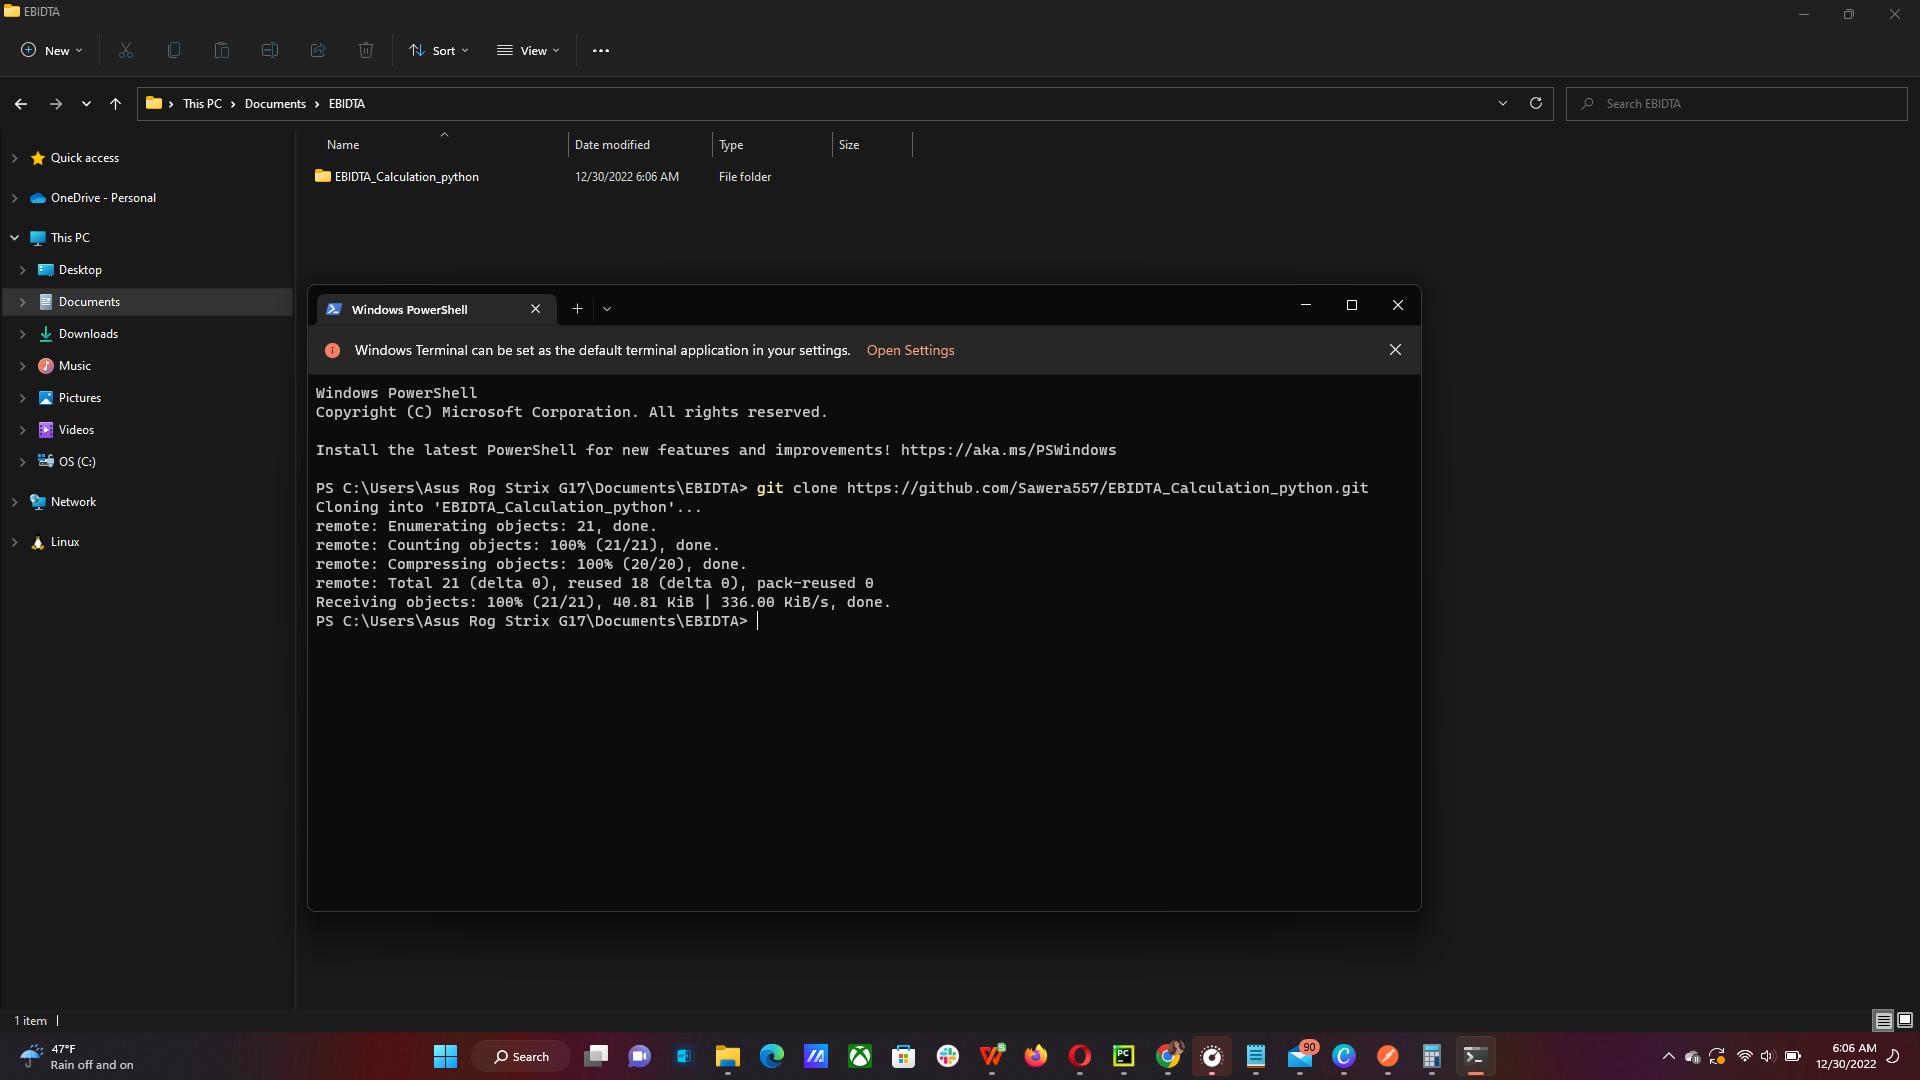 EBIDTA
New
Sort
View
This PC
Documents
EBIDTA
Search EBIDTA
Name
Date modified
Type
Size
EBIDTA_Calculation_python
12/30/2022 6:06 AM
File folder
Quick access
OneDrive - Personal
This PC
Desktop
Documents
Downloads
Music
Pictures
Videos
OS (C:)
Network
Linux
Windows PowerShell
Windows Terminal can be set as the default terminal application in your settings. Open Settings
Windows PowerShell
Copyright (C) Microsoft Corporation. All rights reserved.
Install the latest PowerShell for new features and improvements! https://aka.ms/PSWindows
PS C:\Users\Asus Rog Strix G17\Documents\EBIDTA> git clone https://github.com/Sawera557/EBIDTA_Calculation_python.git
Cloning into 'EBIDTA_Calculation_python'...
remote: Enumerating objects: 21, done.
remote: Counting objects: 100% (21/21), done.
remote: Compressing objects: 100% (20/20), done.
remote: Total 21 (delta 0), reused 18 (delta 0), pack-reused 0
Receiving objects: 100% (21/21), 40.81 KiB | 336.00 KiB/s, done.
PS C:\Users\Asus Rog Strix G17\Documents\EBIDTA>
1 item
47°F
Rain off and on
Search
PC
90
6:06 AM
12/30/2022